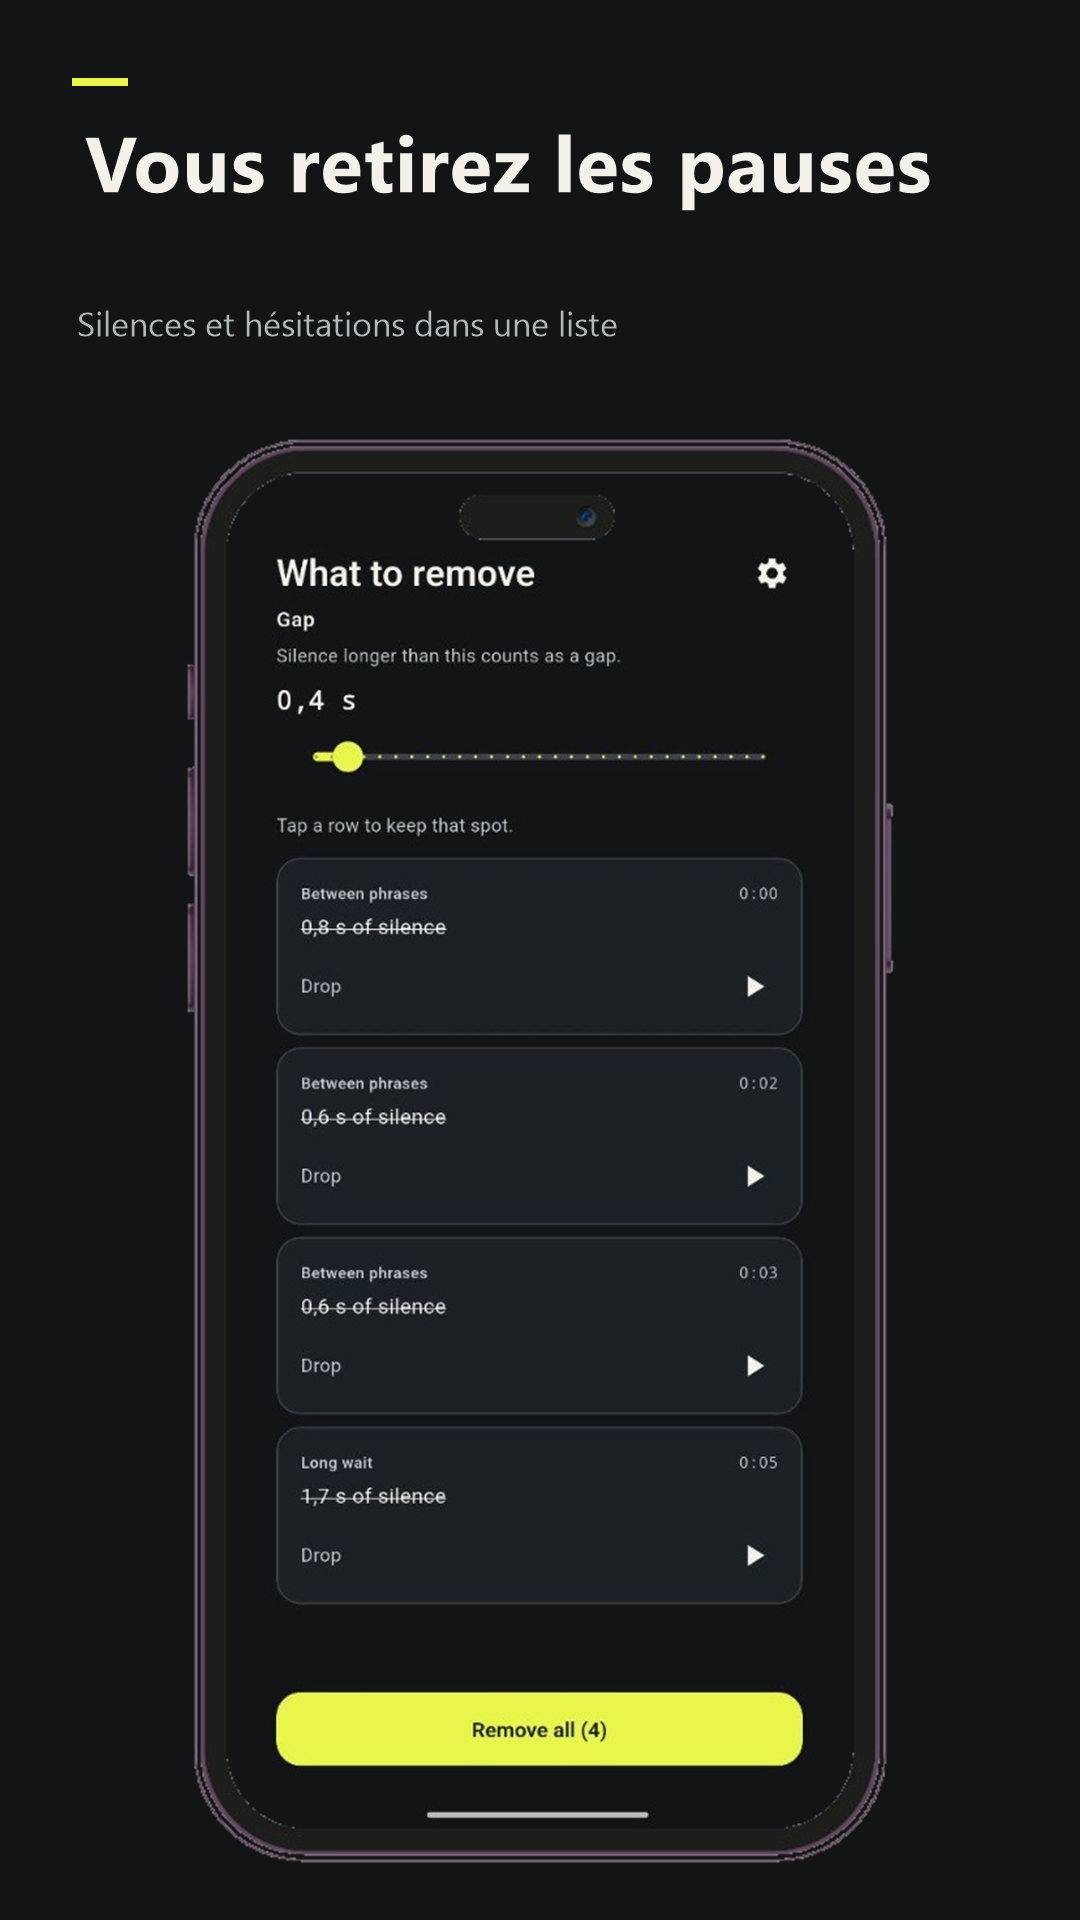 Vous retirez les pauses
Silences et hésitations dans une liste
What to remove
Gap
Silence longer than this counts as a gap.
0,4 s
Tap a row to keep that spot.
Between phrases 0:00
0,8 s of silence
Drop
Between phrases 0:02
0,6 s of silence
Drop
Between phrases 0:03
0,6 s of silence
Drop
Long wait 0:05
1,7 s of silence
Drop
Remove all (4)